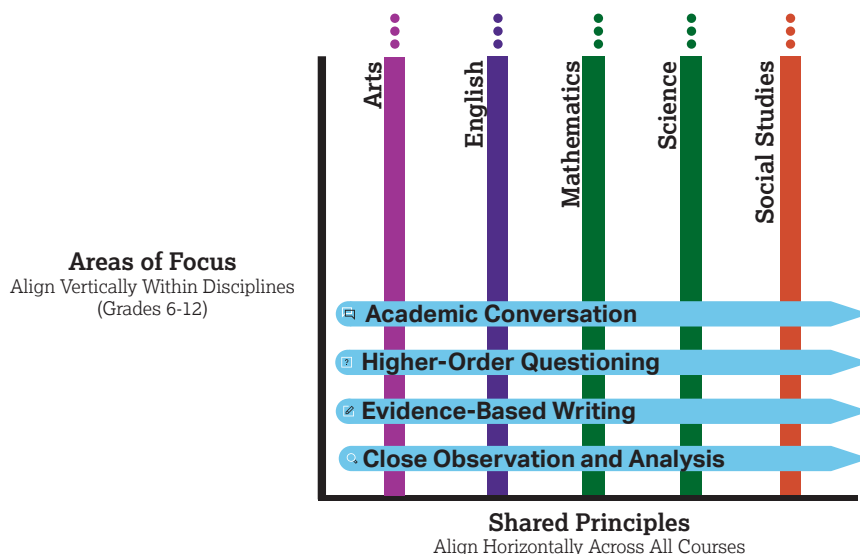 Arts
English
Mathematics
Science
Social Studies
Areas of Focus
Align Vertically Within Disciplines
(Grades 6-12)
Academic Conversation
? Higher-Order Questioning
Evidence-Based Writing
Close Observation and Analysis
Shared Principles
Align Horizontally Across All Courses